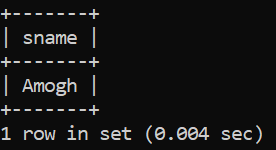 +-------+
| sname |
+-------+
| Amogh |
+-------+
1 row in set (0.004 sec)